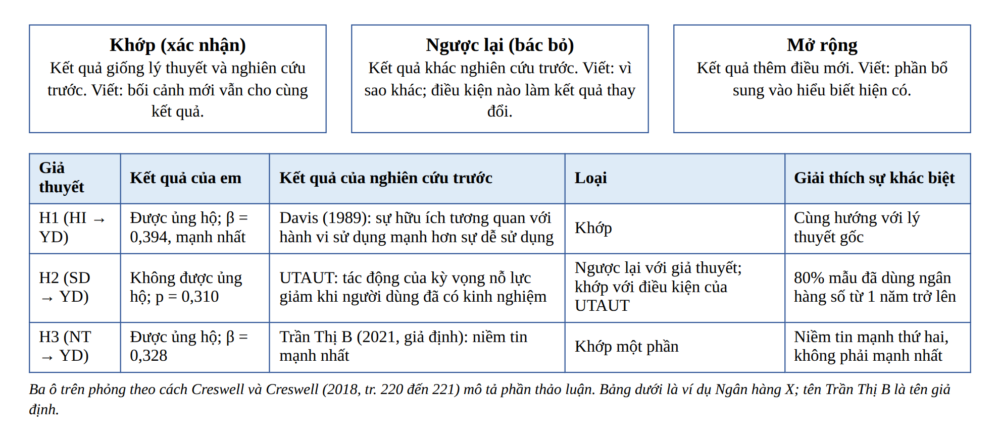 Khớp (xác nhận)
Kết quả giống lý thuyết và nghiên cứu
trước. Viết: bối cảnh mới vẫn cho cùng
kết quả.
Ngược lại (bác bỏ)
Kết quả khác nghiên cứu trước. Viết: vì
sao khác; điều kiện nào làm kết quả thay
đổi.
Mở rộng
Kết quả thêm điều mới. Viết: phần bổ
sung vào hiểu biết hiện có.
Giả
thuyết
Kết quả của em
Kết quả của nghiên cứu trước
Loại
Giải thích sự khác biệt
H1 (HI →
YD)
Được ủng hộ; β =
0,394, mạnh nhất
Davis (1989): sự hữu ích tương quan với
hành vi sử dụng mạnh hơn sự dễ sử dụng
Khớp
Cùng hướng với lý
thuyết gốc
H2 (SD
→ YD)
Không được ủng
hộ; p = 0,310
UTAUT: tác động của kỳ vọng nỗ lực
giảm khi người dùng đã có kinh nghiệm
Ngược lại với giả thuyết;
khớp với điều kiện của
UTAUT
80% mẫu đã dùng ngân
hàng số từ 1 năm trở lên
H3 (NT
→ YD)
Được ủng hộ; β =
0,328
Trần Thị B (2021, giả định): niềm tin
mạnh nhất
Khớp một phần
Niềm tin mạnh thứ hai,
không phải mạnh nhất
Ba ô trên phỏng theo cách Creswell và Creswell (2018, tr. 220 đến 221) mô tả phần thảo luận. Bảng dưới là ví dụ Ngân hàng X; tên Trần Thị B là tên giả
định.